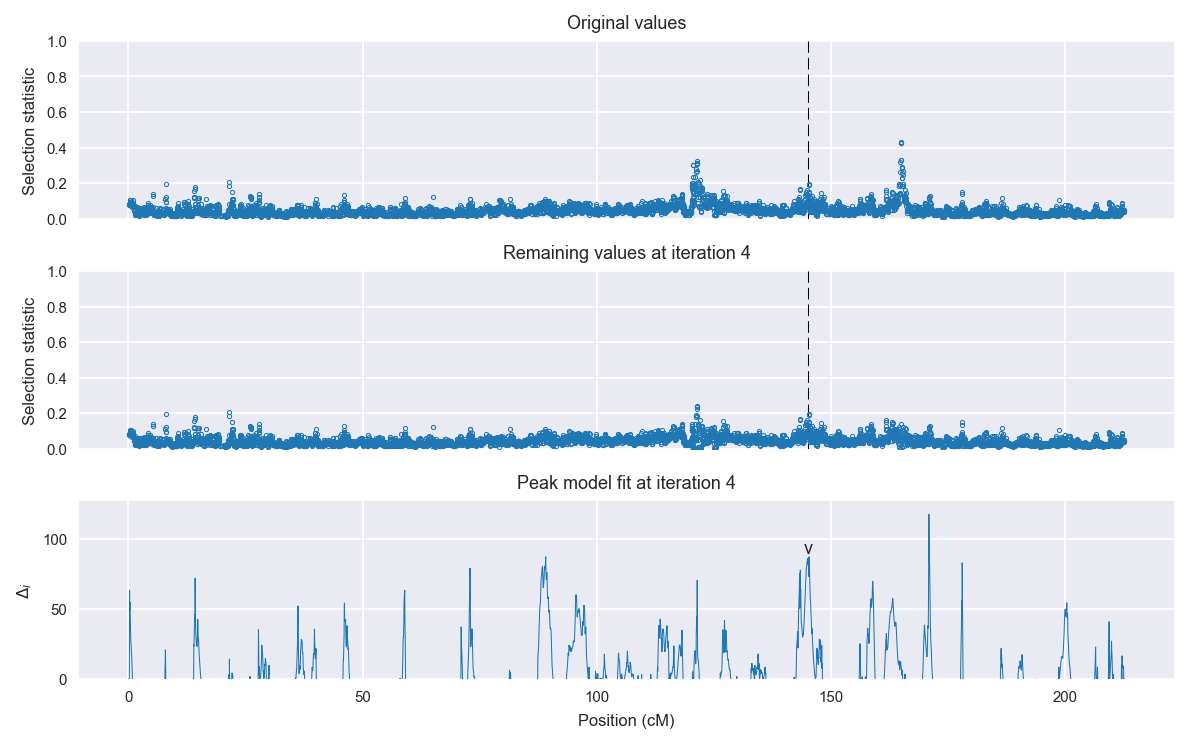 Original values
Selection statistic
1.0
0.8
0.6
0.4
0.2
0.0
Remaining values at iteration 4
Selection statistic
1.0
0.8
0.6
0.4
0.2
0.0
Peak model fit at iteration 4
Δi
100
50
0
v
0 50 100 150 200
Position (cM)